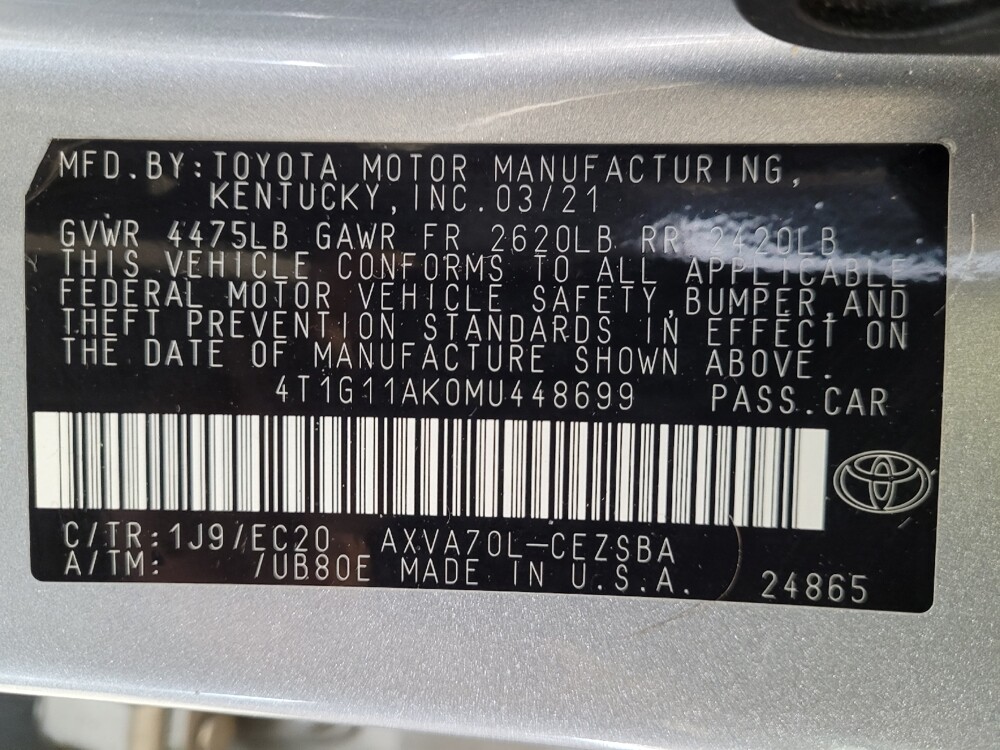 MFD.BY:TOYOTA MOTOR MANUFACTURING,
KENTUCKY,INC.03/21
GVWR 4475LB GAWR FR 2620LB RR 2420LB
THIS VEHICLE CONFORMS TO ALL APPLICABLE
FEDERAL MOTOR VEHICLE SAFETY,BUMPER,AND
THEFT PREVENTION STANDARDS IN EFFECT ON
THE DATE OF MANUFACTURE SHOWN ABOVE.
4T1G11AK0MU448699 PASS.CAR
C/TR:1J9/EC20 AXVA70L-CEZSBA
A/TM: /UB80E MADE IN U.S.A. 24865